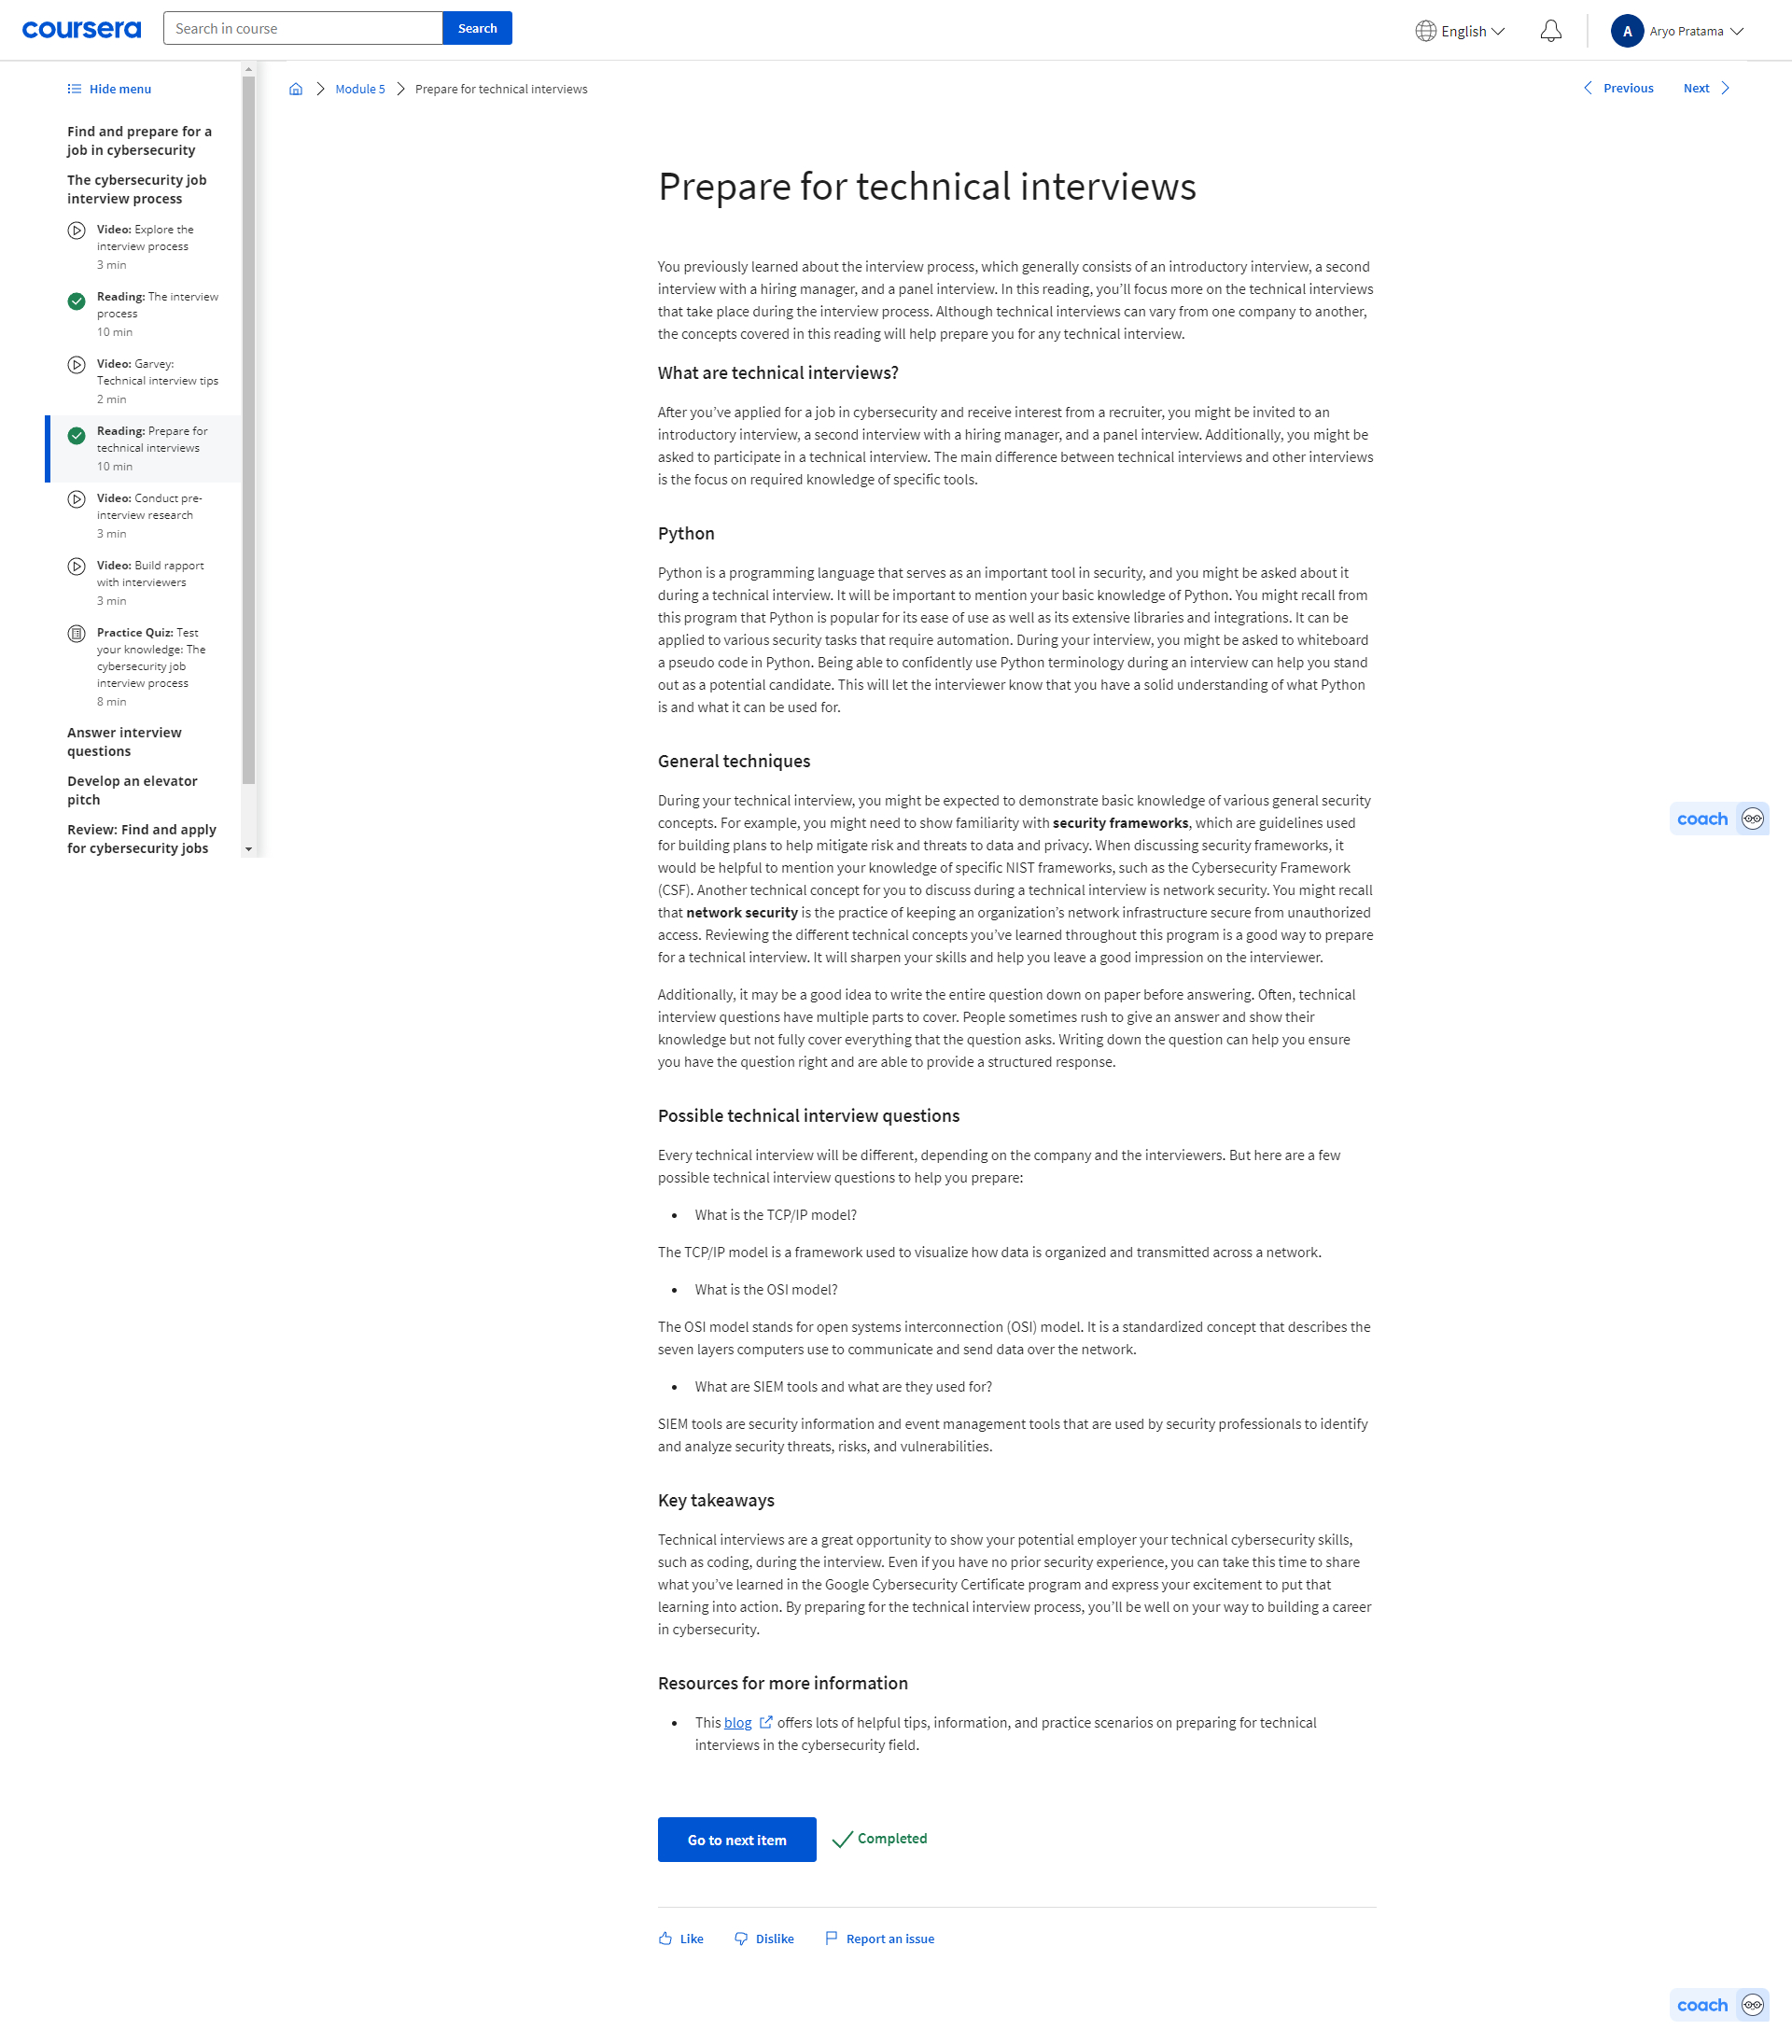 coursera
Search in course
Search
English
A
Aryo Pratama
Hide menu
Find and prepare for a
job in cybersecurity
The cybersecurity job
interview process
Video: Explore the
interview process
3 min
Reading: The interview
process
10 min
Video: Garvey:
Technical interview tips
2 min
Reading: Prepare for
technical interviews
10 min
Video: Conduct pre-
interview research
3 min
Video: Build rapport
with interviewers
3 min
Practice Quiz: Test
your knowledge: The
cybersecurity job
interview process
8 min
Answer interview
questions
Develop an elevator
pitch
Review: Find and apply
for cybersecurity jobs
Module 5
Prepare for technical interviews
Previous
Next
Prepare for technical interviews
You previously learned about the interview process, which generally consists of an introductory interview, a second
interview with a hiring manager, and a panel interview. In this reading, you’ll focus more on the technical interviews
that take place during the interview process. Although technical interviews can vary from one company to another,
the concepts covered in this reading will help prepare you for any technical interview.
What are technical interviews?
After you’ve applied for a job in cybersecurity and receive interest from a recruiter, you might be invited to an
introductory interview, a second interview with a hiring manager, and a panel interview. Additionally, you might be
asked to participate in a technical interview. The main difference between technical interviews and other interviews
is the focus on required knowledge of specific tools.
Python
Python is a programming language that serves as an important tool in security, and you might be asked about it
during a technical interview. It will be important to mention your basic knowledge of Python. You might recall from
this program that Python is popular for its ease of use as well as its extensive libraries and integrations. It can be
applied to various security tasks that require automation. During your interview, you might be asked to whiteboard
a pseudo code in Python. Being able to confidently use Python terminology during an interview can help you stand
out as a potential candidate. This will let the interviewer know that you have a solid understanding of what Python
is and what it can be used for.
General techniques
During your technical interview, you might be expected to demonstrate basic knowledge of various general security
concepts. For example, you might need to show familiarity with security frameworks, which are guidelines used
for building plans to help mitigate risk and threats to data and privacy. When discussing security frameworks, it
would be helpful to mention your knowledge of specific NIST frameworks, such as the Cybersecurity Framework
(CSF). Another technical concept for you to discuss during a technical interview is network security. You might recall
that network security is the practice of keeping an organization’s network infrastructure secure from unauthorized
access. Reviewing the different technical concepts you’ve learned throughout this program is a good way to prepare
for a technical interview. It will sharpen your skills and help you leave a good impression on the interviewer.
Additionally, it may be a good idea to write the entire question down on paper before answering. Often, technical
interview questions have multiple parts to cover. People sometimes rush to give an answer and show their
knowledge but not fully cover everything that the question asks. Writing down the question can help you ensure
you have the question right and are able to provide a structured response.
Possible technical interview questions
Every technical interview will be different, depending on the company and the interviewers. But here are a few
possible technical interview questions to help you prepare:
• What is the TCP/IP model?
The TCP/IP model is a framework used to visualize how data is organized and transmitted across a network.
• What is the OSI model?
The OSI model stands for open systems interconnection (OSI) model. It is a standardized concept that describes the
seven layers computers use to communicate and send data over the network.
• What are SIEM tools and what are they used for?
SIEM tools are security information and event management tools that are used by security professionals to identify
and analyze security threats, risks, and vulnerabilities.
Key takeaways
Technical interviews are a great opportunity to show your potential employer your technical cybersecurity skills,
such as coding, during the interview. Even if you have no prior security experience, you can take this time to share
what you’ve learned in the Google Cybersecurity Certificate program and express your excitement to put that
learning into action. By preparing for the technical interview process, you’ll be well on your way to building a career
in cybersecurity.
Resources for more information
• This blog offers lots of helpful tips, information, and practice scenarios on preparing for technical
interviews in the cybersecurity field.
Go to next item
Completed
Like
Dislike
Report an issue
coach
coach